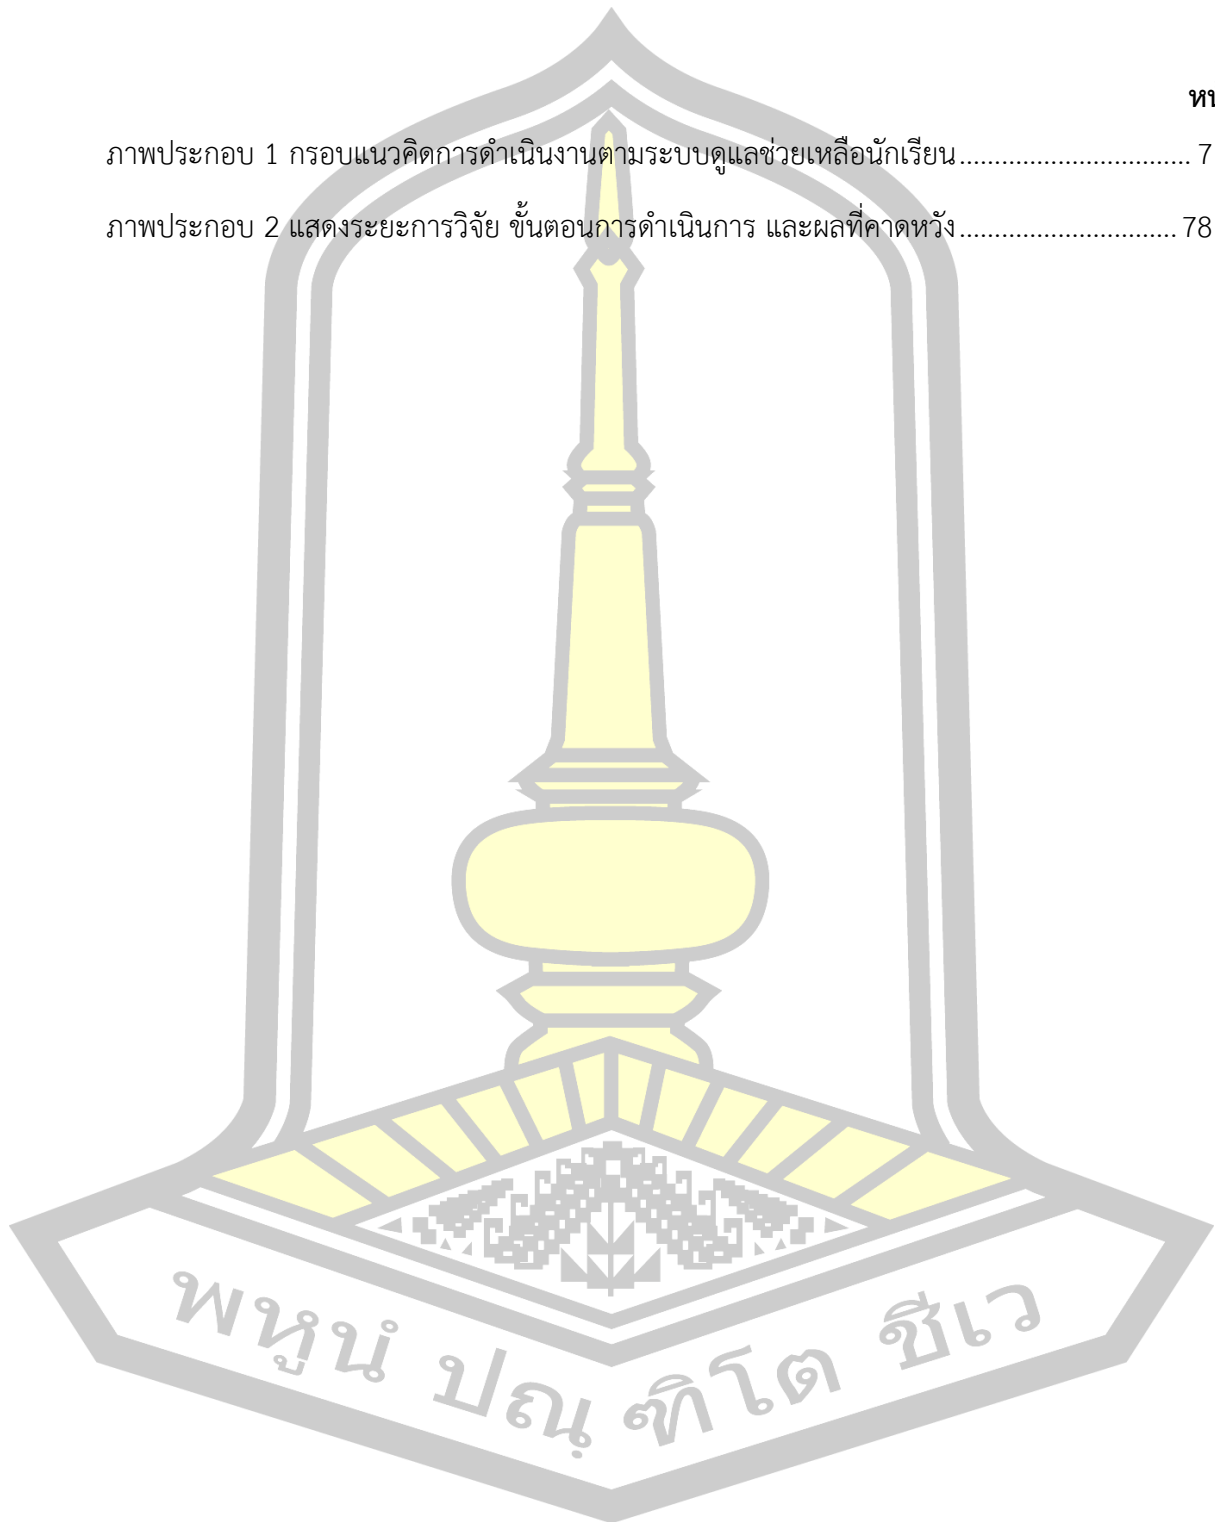 ภาพประกอบ 1 กรอบแนวคิดการดำเนินงานตามระบบดูแลช่วยเหลือนักเรียน................................. 7
ภาพประกอบ 2 แสดงระยะการวิจัย ขั้นตอนการดำเนินการ และผลที่คาดหวัง............................... 78
พหูนํ ปณฺ ฑิโต ชีเว